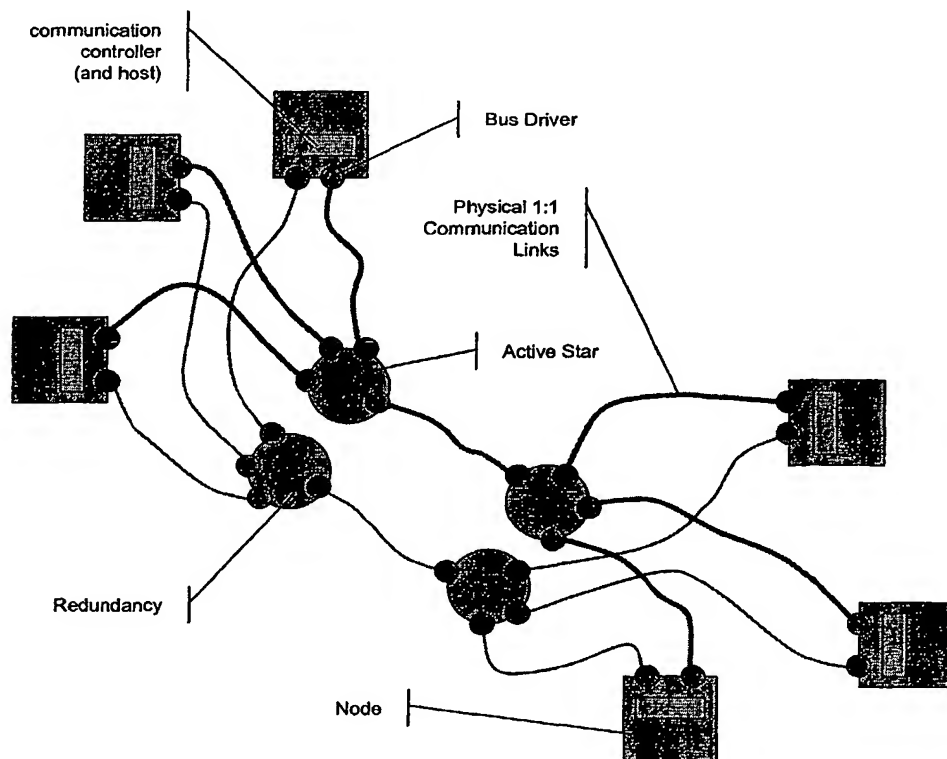 communication
controller
(and host)
Bus Driver
Physical 1:1
Communication
Links
Active Star
Redundancy
Node